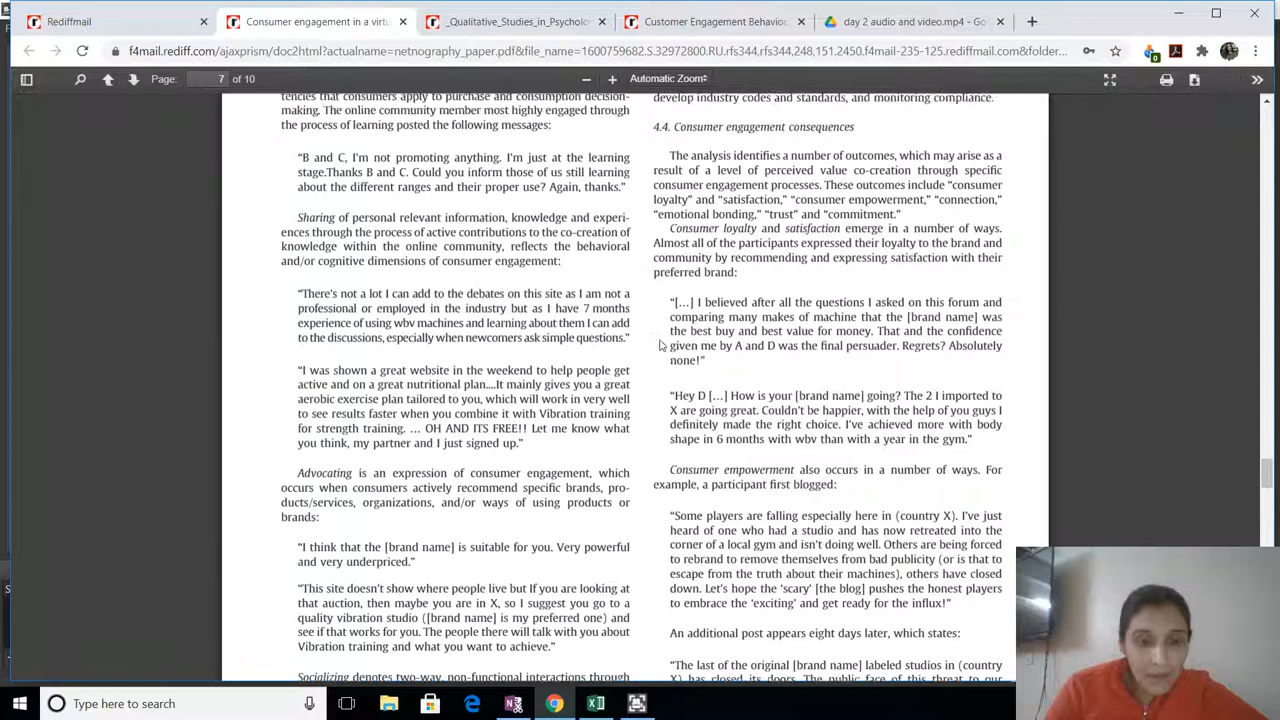 Rediffmail
Consumer engagement in a virtu
_Qualitative_Studies_in_Psycholo
Customer Engagement Behavior
day 2 audio and video.mp4 - Go
f4mail.rediff.com/ajaxprism/doc2html?actualname=netnography_paper.pdf&file_name=1600759682.S.32972800.RU.rfs344,rfs344,248,151.2450.f4mail-235-125.rediffmail.com&folder...
0
Page: 7 of 10
Automatic Zoom
tencies that consumers apply to purchase and consumption decision-
making. The online community member most highly engaged through
the process of learning posted the following messages:
"B and C, I'm not promoting anything. I'm just at the learning
stage.Thanks B and C. Could you inform those of us still learning
about the different ranges and their proper use? Again, thanks."
Sharing of personal relevant information, knowledge and experi-
ences through the process of active contributions to the co-creation of
knowledge within the online community, reflects the behavioral
and/or cognitive dimensions of consumer engagement:
"There's not a lot I can add to the debates on this site as I am not a
professional or employed in the industry but as I have 7 months
experience of using wbv machines and learning about them I can add
to the discussions, especially when newcomers ask simple questions."
"I was shown a great website in the weekend to help people get
active and on a great nutritional plan....It mainly gives you a great
aerobic exercise plan tailored to you, which will work in very well
to see results faster when you combine it with Vibration training
for strength training. ... OH AND ITS FREE!! Let me know what
you think, my partner and I just signed up."
Advocating is an expression of consumer engagement, which
occurs when consumers actively recommend specific brands, pro-
ducts/services, organizations, and/or ways of using products or
brands:
"I think that the [brand name] is suitable for you. Very powerful
and very underpriced."
"This site doesn't show where people live but If you are looking at
that auction, then maybe you are in X, so I suggest you go to a
quality vibration studio ([brand name] is my preferred one) and
see if that works for you. The people there will talk with you about
Vibration training and what you want to achieve."
Socializing denotes two-way, non-functional interactions through
develop industry codes and standards, and monitoring compliance.
4.4. Consumer engagement consequences
The analysis identifies a number of outcomes, which may arise as a
result of a level of perceived value co-creation through specific
consumer engagement processes. These outcomes include "consumer
loyalty" and "satisfaction," "consumer empowerment," "connection,"
"emotional bonding," "trust" and "commitment."
Consumer loyalty and satisfaction emerge in a number of ways.
Almost all of the participants expressed their loyalty to the brand and
community by recommending and expressing satisfaction with their
preferred brand:
"[...] I believed after all the questions I asked on this forum and
comparing many makes of machine that the [brand name] was
the best buy and best value for money. That and the confidence
given me by A and D was the final persuader. Regrets? Absolutely
none!"
"Hey D [...] How is your [brand name] going? The 2 I imported to
X are going great. Couldn't be happier, with the help of you guys I
definitely made the right choice. I've achieved more with body
shape in 6 months with wbv than with a year in the gym."
Consumer empowerment also occurs in a number of ways. For
example, a participant first blogged:
"Some players are falling especially here in (country X). I've just
heard of one who had a studio and has now retreated into the
corner of a local gym and isn't doing well. Others are being forced
to rebrand to remove themselves from bad publicity (or is that to
escape from the truth about their machines), others have closed
down. Let's hope the 'scary' [the blog] pushes the honest players
to embrace the 'exciting' and get ready for the influx!"
An additional post appears eight days later, which states:
"The last of the original [brand name] labeled studios in (country
X) has closed its doors. The public face of this threat to our
Type here to search